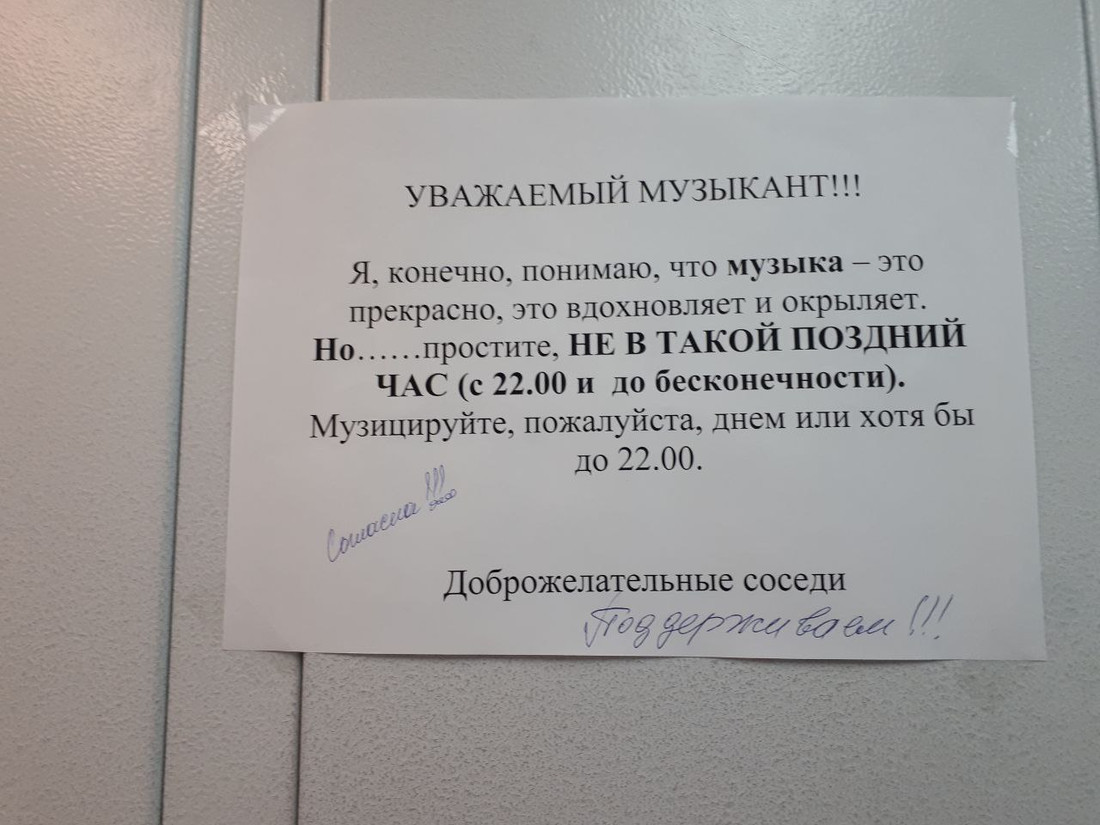 УВАЖАЕМЫЙ МУЗЫКАНТ!!!
Я, конечно, понимаю, что музыка – это
прекрасно, это вдохновляет и окрыляет.
Но……простите, НЕ В ТАКОЙ ПОЗДНИЙ
ЧАС (с 22.00 и до бесконечности).
Музицируйте, пожалуйста, днем или хотя бы
до 22.00.
Согласна!!!
Доброжелательные соседи
Поддерживаем!!!